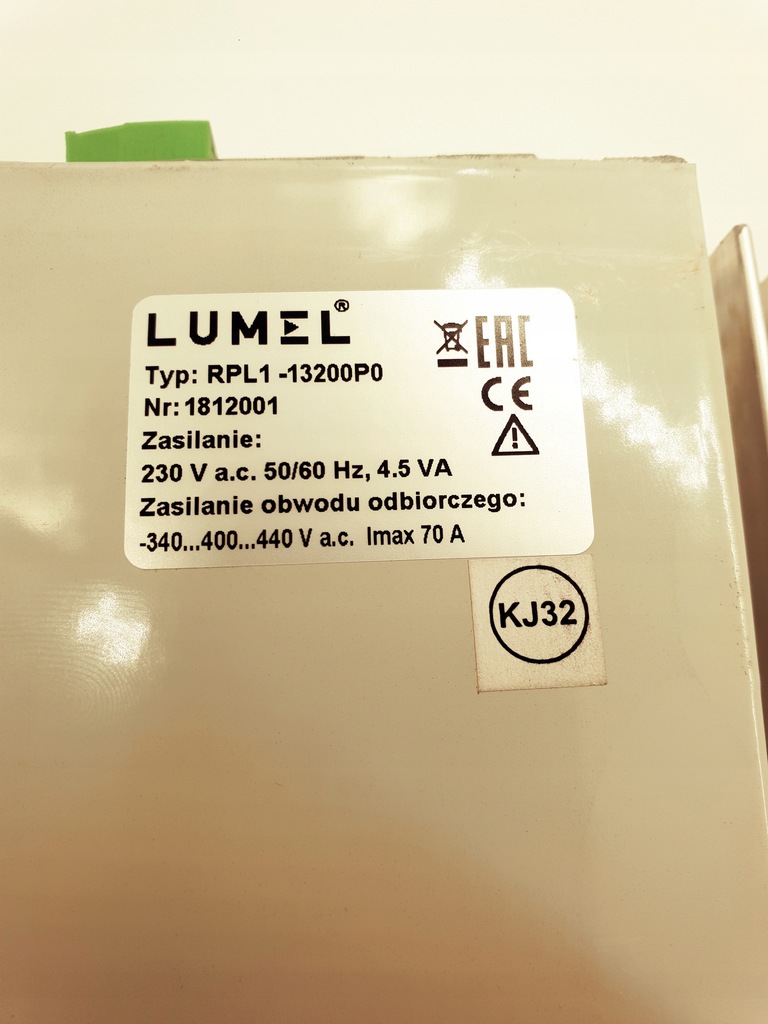 LUMEL®
Typ: RPL1 -13200P0
Nr: 1812001
Zasilanie:
230 V a.c. 50/60 Hz, 4.5 VA
Zasilanie obwodu odbiorczego:
-340...400...440 V a.c. Imax 70 A
EAC
CE
KJ32